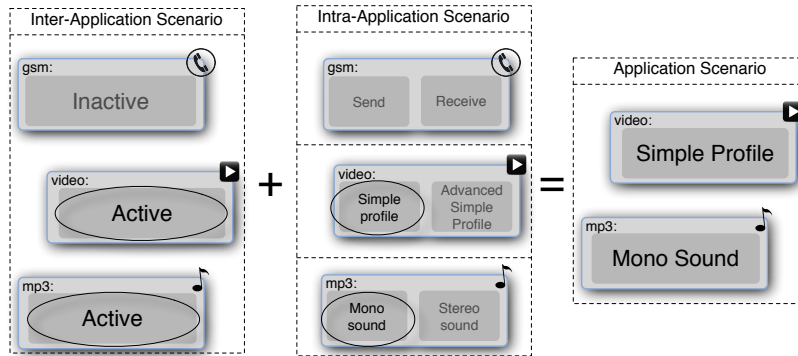 Inter-Application Scenario
gsm:
Inactive
video:
Active
mp3:
Active
+
Intra-Application Scenario
gsm:
Send
Receive
video:
Simple
profile
Advanced
Simple
Profile
mp3:
Mono
sound
Stereo
sound
=
Application Scenario
video:
Simple Profile
mp3:
Mono Sound